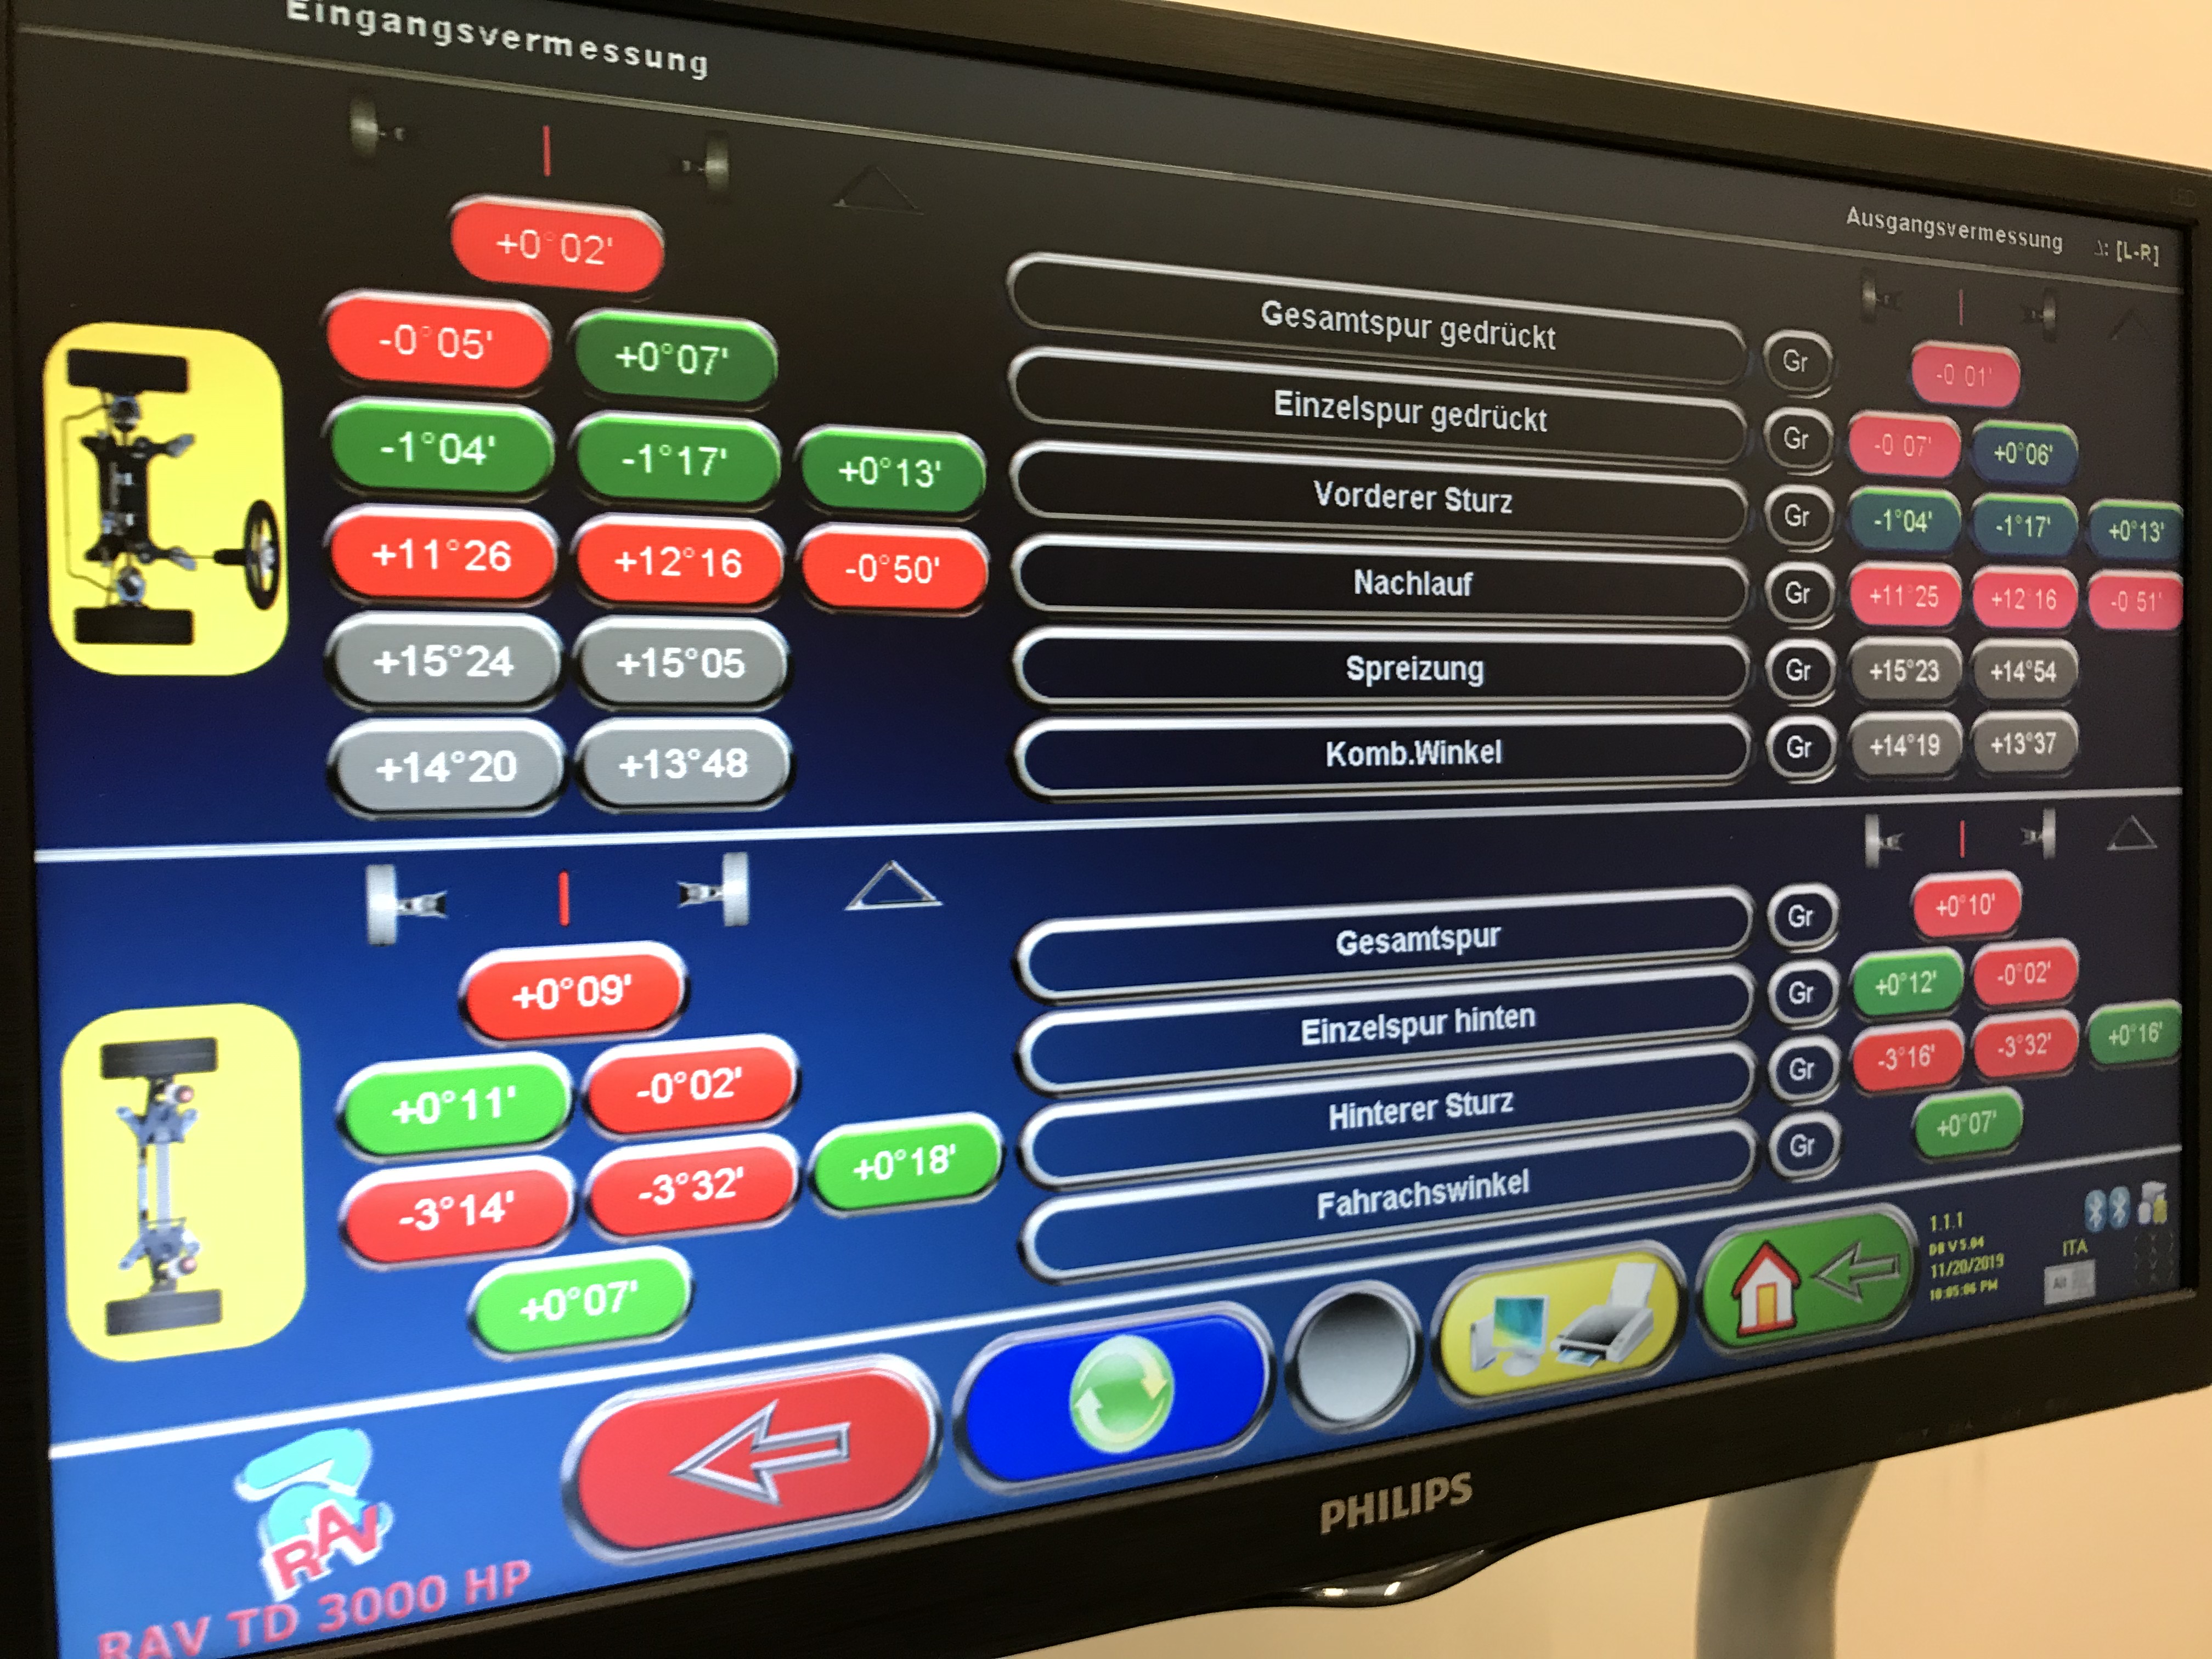 Eingangsvermessung
Ausgangsvermessung
Δ: [L-R]
+0°02'
Gesamtspur gedrückt
Gr
-0°01'
-0°05' +0°07'
Einzelspur gedrückt
Gr
-0°07' +0°06'
-1°04' -1°17' +0°13'
Vorderer Sturz
Gr
-1°04' -1°17' +0°13'
+11°26 +12°16 -0°50'
Nachlauf
Gr
+11°25 +12°16 -0°51'
+15°24 +15°05
Spreizung
Gr
+15°23 +14°54
+14°20 +13°48
Komb.Winkel
Gr
+14°19 +13°37
+0°09'
Gesamtspur
Gr
+0°10'
+0°11' -0°02'
Einzelspur hinten
Gr
+0°12' -0°02'
-3°14' -3°32' +0°18'
Hinterer Sturz
Gr
-3°16' -3°32' +0°16'
+0°07'
Fahrachswinkel
Gr
+0°07'
1.1.1
DB V 5.04
11/20/2019
10:05:06 PM
ITA
Alt
RAV
RAV TD 3000 HP
PHILIPS